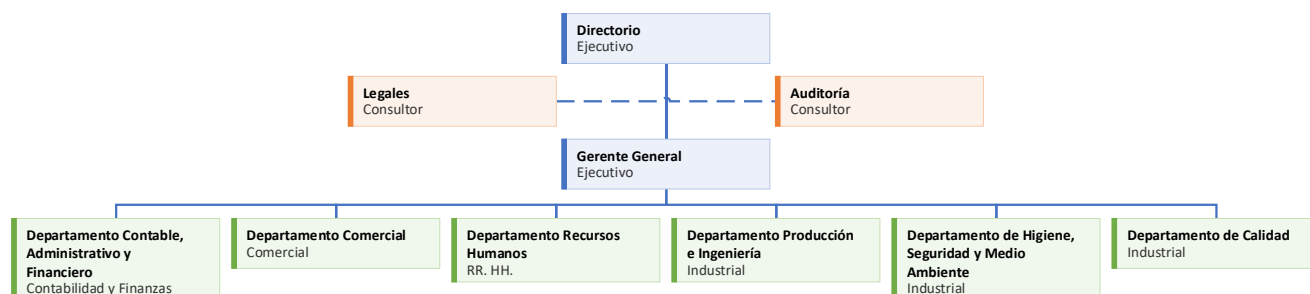 Directorio
Ejecutivo
Legales
Consultor
Auditoría
Consultor
Gerente General
Ejecutivo
Departamento Contable,
Administrativo y
Financiero
Contabilidad y Finanzas
Departamento Comercial
Comercial
Departamento Recursos
Humanos
RR. HH.
Departamento Producción
e Ingeniería
Industrial
Departamento de Higiene,
Seguridad y Medio
Ambiente
Industrial
Departamento de Calidad
Industrial